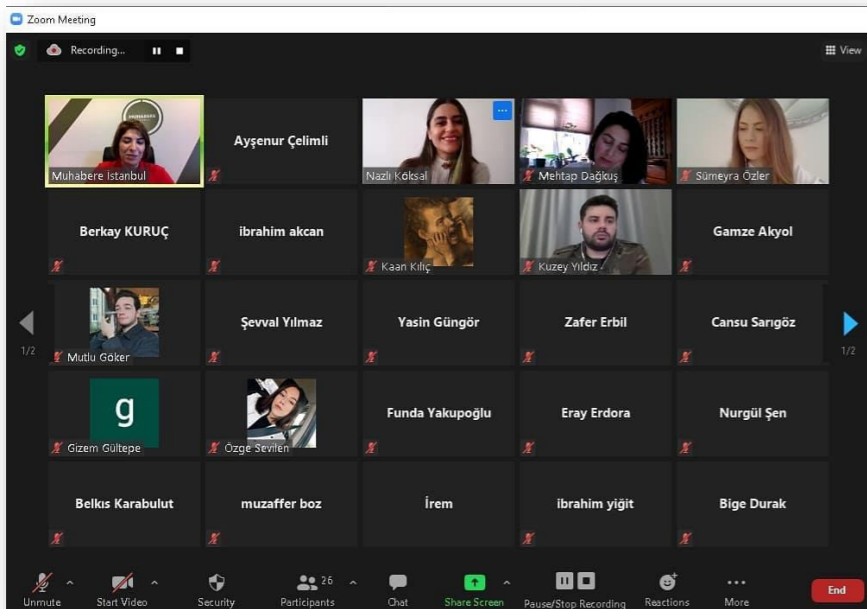 Zoom Meeting
Recording...
View
MUHABERE
Muhabere İstanbul
Ayşenur Çelimli
Nazlı Köksal
Mehtap Dağkuş
Sümeyra Özler
Berkay KURUÇ
ibrahim akcan
Kaan Kılıç
Kuzey Yıldız
Gamze Akyol
1/2
Mutlu Göker
Şevval Yılmaz
Yasin Güngör
Zafer Erbil
Cansu Sarıgöz
1/2
g
Gizem Gültepe
Özge Sevilen
Funda Yakupoğlu
Eray Erdora
Nurgül Şen
Belkıs Karabulut
muzaffer boz
İrem
ibrahim yiğit
Bige Durak
Unmute
Start Video
Security
26
Participants
Chat
Share Screen
Pause/Stop Recording
Reactions
More
End